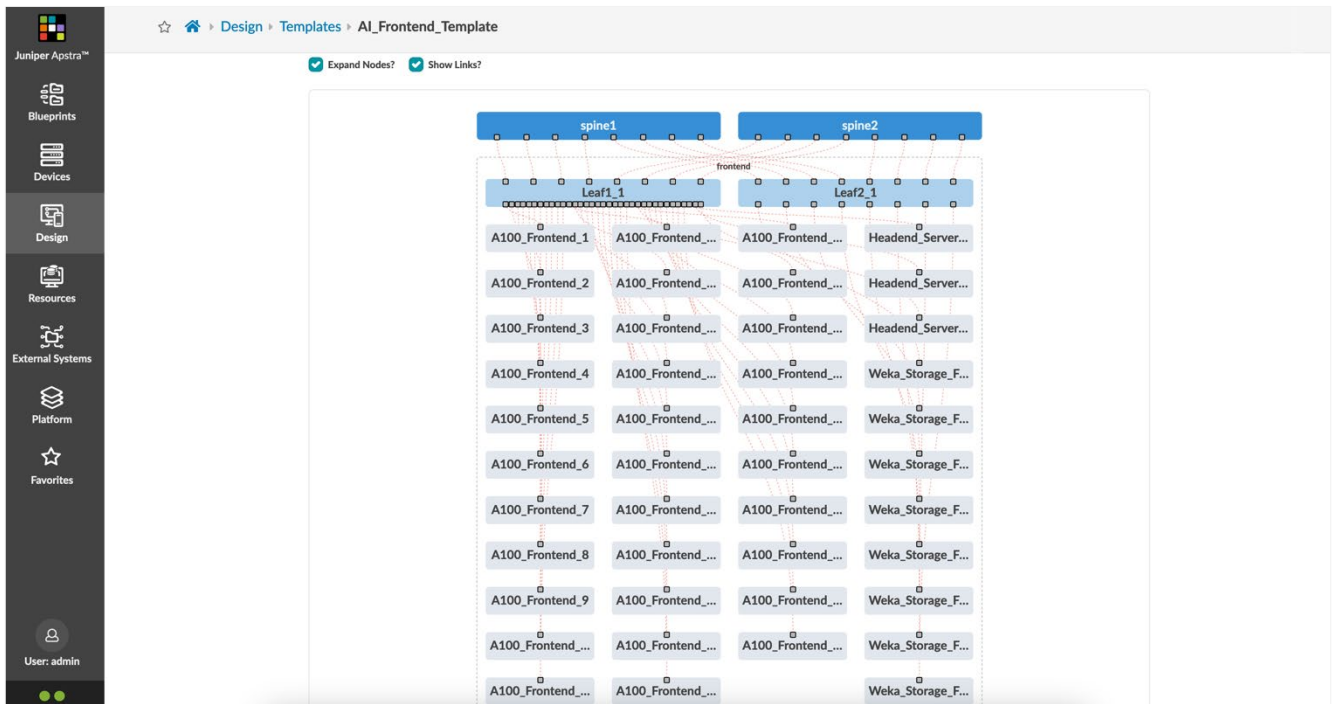 Juniper Apstra™
Design Templates AI_Frontend_Template
Expand Nodes? Show Links?
Blueprints
Devices
Design
Resources
External Systems
Platform
Favorites
User: admin
spine1 spine2
frontend
Leaf1_1 Leaf2_1
A100_Frontend_1 A100_Frontend_... A100_Frontend_... Headend_Server...
A100_Frontend_2 A100_Frontend_... A100_Frontend_... Headend_Server...
A100_Frontend_3 A100_Frontend_... A100_Frontend_... Headend_Server...
A100_Frontend_4 A100_Frontend_... A100_Frontend_... Weka_Storage_F...
A100_Frontend_5 A100_Frontend_... A100_Frontend_... Weka_Storage_F...
A100_Frontend_6 A100_Frontend_... A100_Frontend_... Weka_Storage_F...
A100_Frontend_7 A100_Frontend_... A100_Frontend_... Weka_Storage_F...
A100_Frontend_8 A100_Frontend_... A100_Frontend_... Weka_Storage_F...
A100_Frontend_9 A100_Frontend_... A100_Frontend_... Weka_Storage_F...
A100_Frontend_... A100_Frontend_... A100_Frontend_... Weka_Storage_F...
A100_Frontend_... A100_Frontend_... Weka_Storage_F...